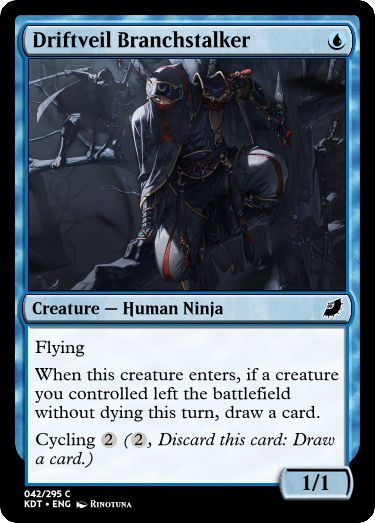 Driftveil Branchstalker
Creature — Human Ninja
Flying
When this creature enters, if a creature
you controlled left the battlefield
without dying this turn, draw a card.
Cycling 2 (2, Discard this card: Draw
a card.)
1/1
042/295 C
KDT • ENG Rinotuna